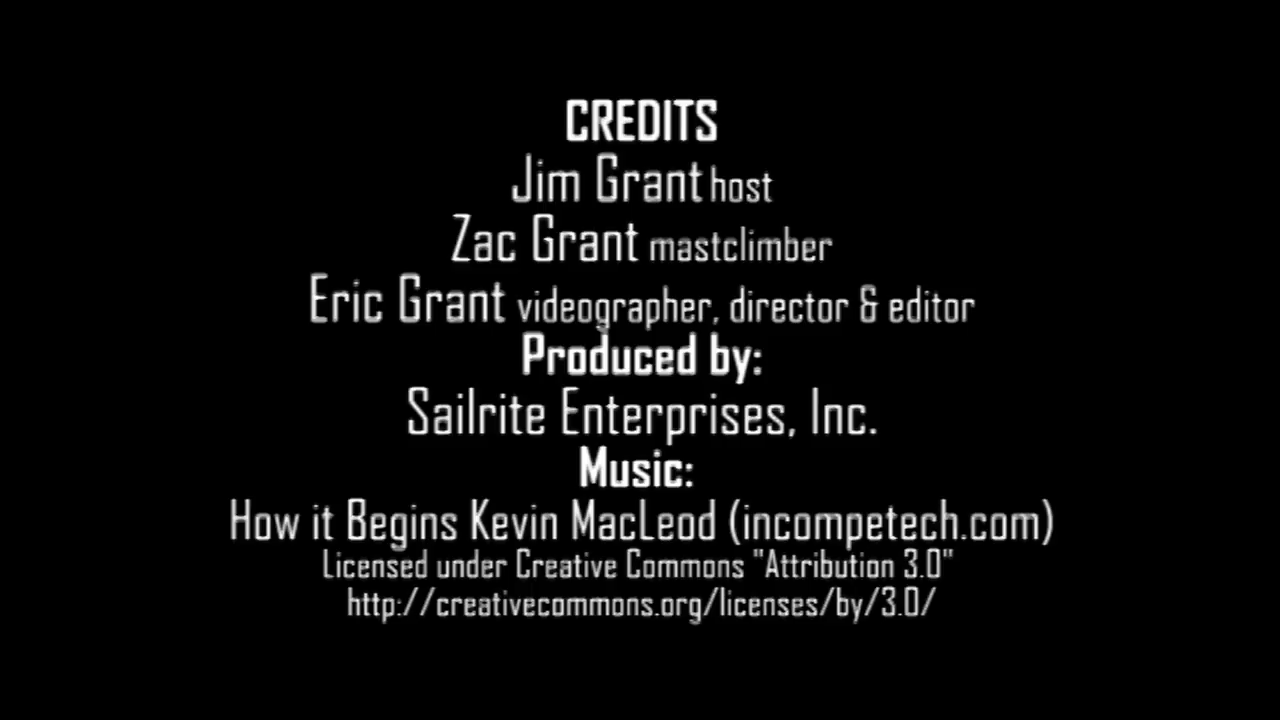 CREDITS
Jim Grant host
Zac Grant mastclimber
Eric Grant videographer, director & editor
Produced by:
Sailrite Enterprises, Inc.
Music:
How it Begins Kevin MacLeod (incompetech.com)
Licensed under Creative Commons "Attribution 3.0"
http://creativecommons.org/licenses/by/3.0/